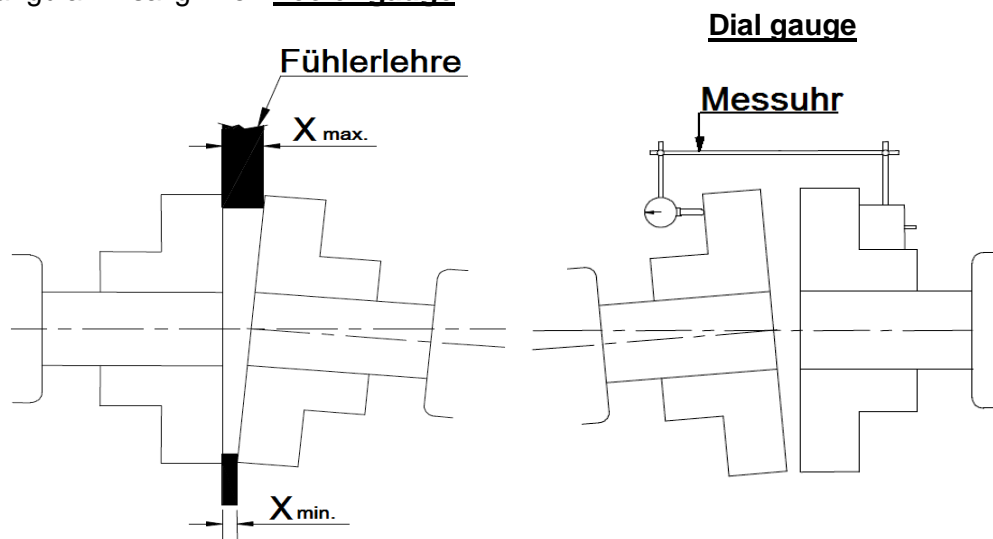 Dial gauge
Fühlerlehre
X max.
Messuhr
X min.